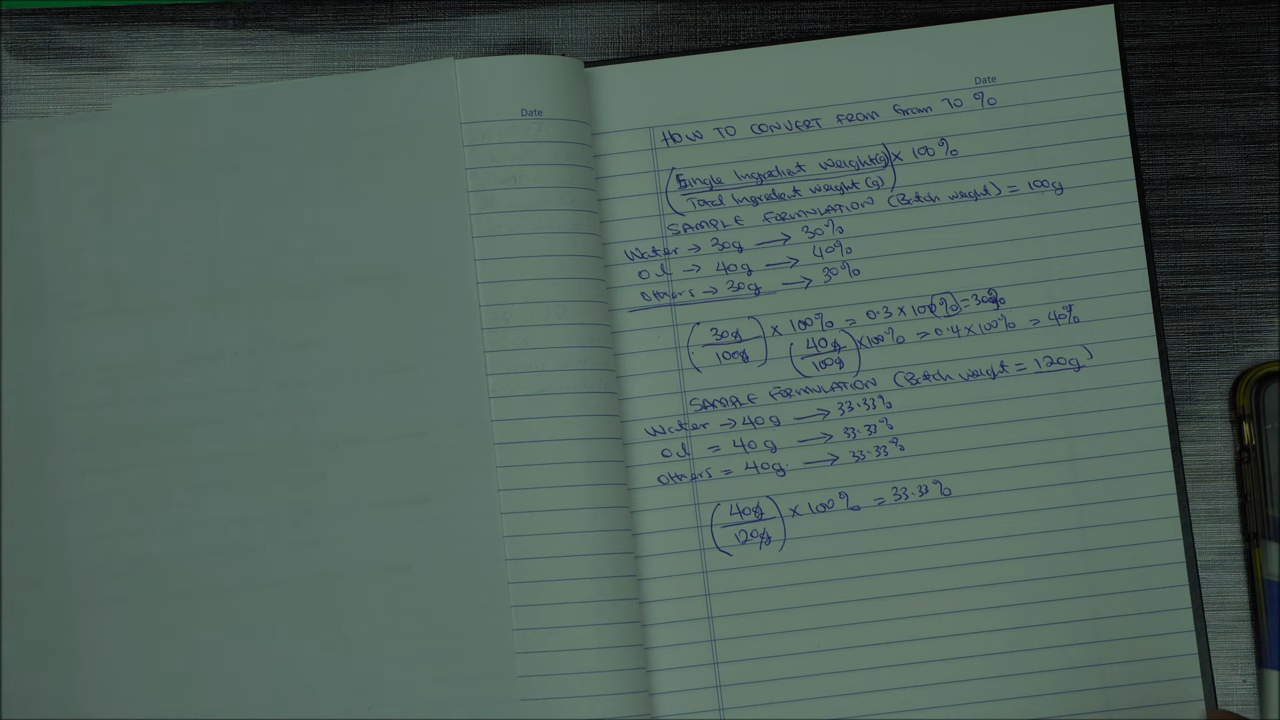 Date
Date
HOW TO CONVERT FROM Gram TO %
(Single Ingredient Weight(g) / Total Ingredient weight (g)) × 100%
SAMPLE FORMULATION (Batch weight) = 100g
Water → 30g → 30%
Oil → 40g → 40%
Others → 30g → 30%
(30g / 100g) × 100% = 0.3 × 100% = 30%
(40g / 100g) × 100% = 0.4 × 100% = 40%
SAMPLE FORMULATION (Batch weight = 120g)
Water → 40g → 33.33%
Oil = 40g → 33.33%
Others = 40g. → 33.33%
(40g / 120g) × 100% = 33.33%